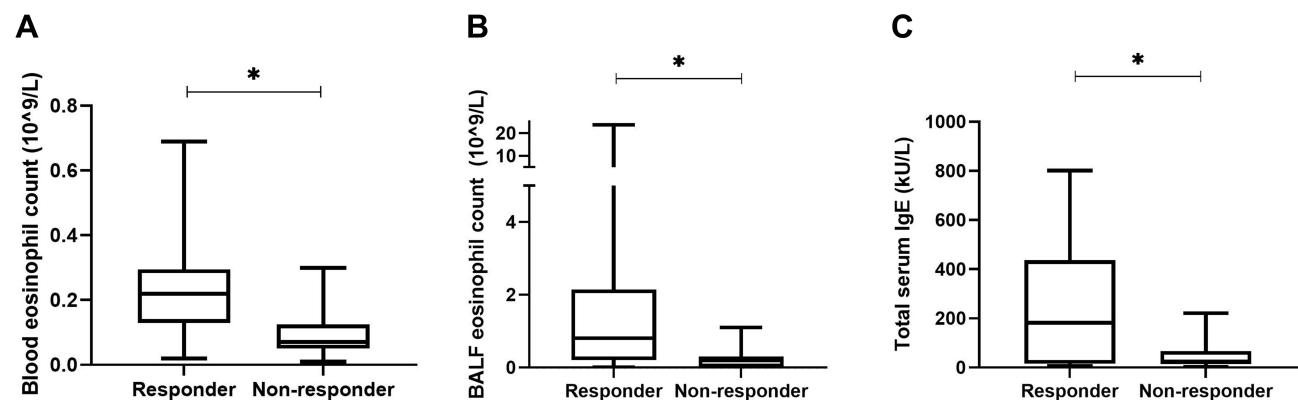 A
Blood eosinophil count (10^9/L)
0.8
0.6
0.4
0.2
0.0
*
Responder Non-responder
B
BALF eosinophil count (10^9/L)
20
10
4
2
0
*
Responder Non-responder
C
Total serum IgE (kU/L)
1000
800
600
400
200
0
*
Responder Non-responder